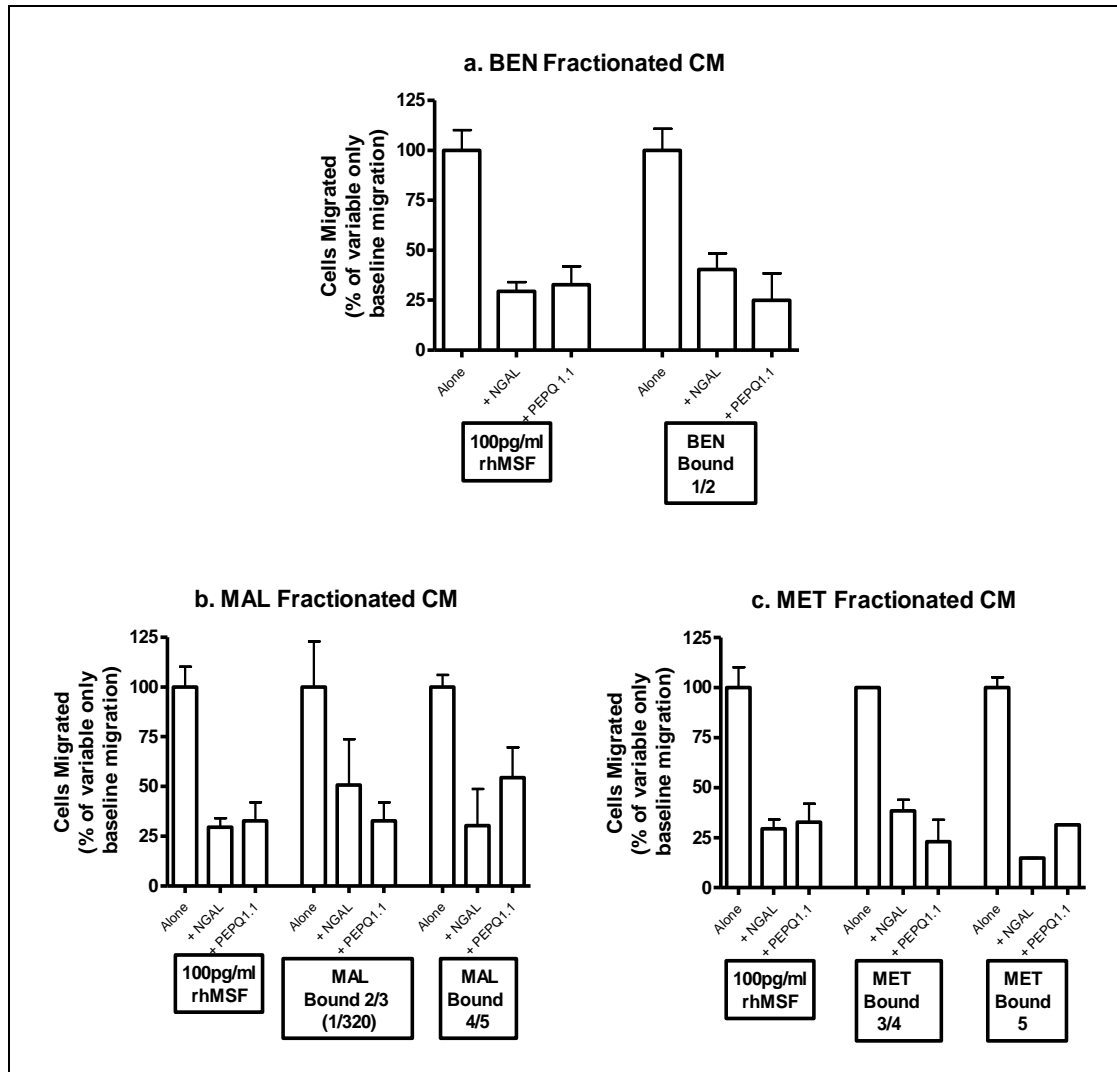 a. BEN Fractionated CM
Cells Migrated
(% of variable only
baseline migration)
125
100
75
50
25
0
Alone
+ NGAL
+ PEPQ 1.1
Alone
+ NGAL
+ PEPQ1.1
100pg/ml
rhMSF
BEN
Bound
1/2
b. MAL Fractionated CM
Cells Migrated
(% of variable only
baseline migration)
125
100
75
50
25
0
Alone
+ NGAL
+ PEPQ1.1
Alone
+ NGAL
+ PEPQ1.1
Alone
+ NGAL
+ PEPQ1.1
100pg/ml
rhMSF
MAL
Bound 2/3
(1/320)
MAL
Bound
4/5
c. MET Fractionated CM
Cells Migrated
(% of variable only
baseline migration)
125
100
75
50
25
0
Alone
+ NGAL
+ PEPQ1.1
Alone
+ NGAL
+ PEPQ1.1
Alone
+ NGAL
+ PEPQ1.1
100pg/ml
rhMSF
MET
Bound
3/4
MET
Bound
5